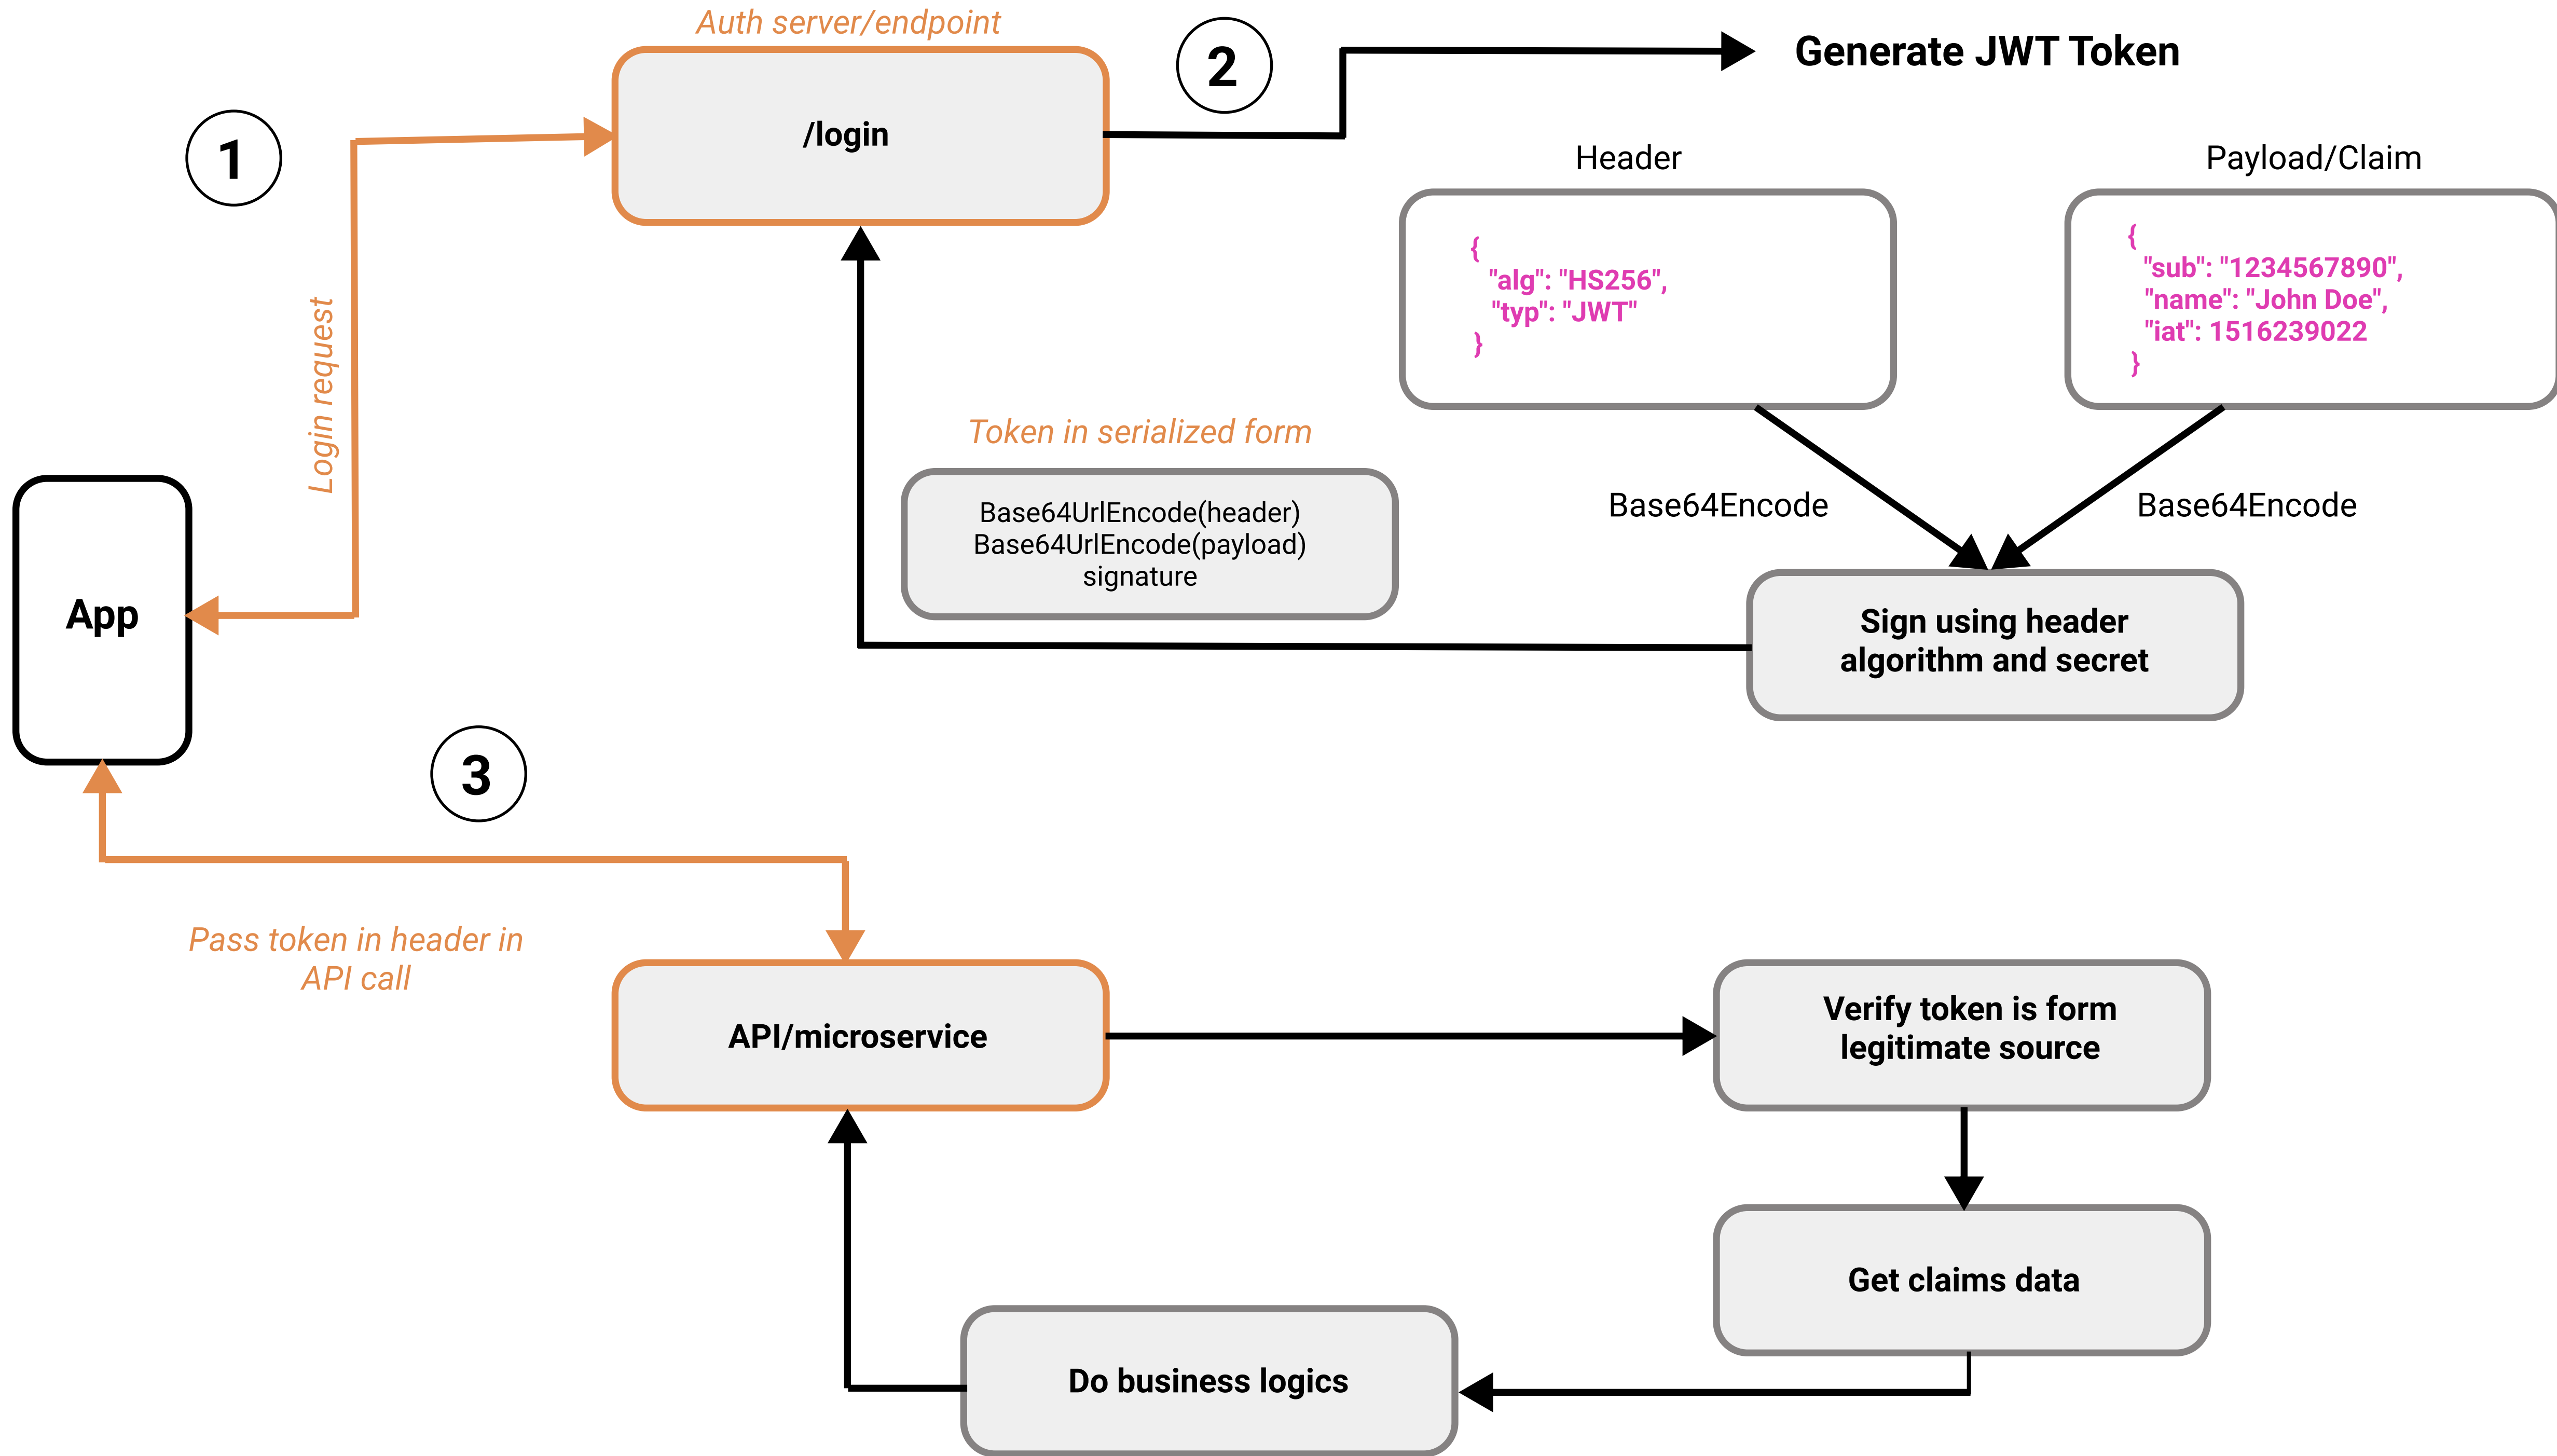 Auth server/endpoint
/login
1
2
Generate JWT Token
Header
{
"alg": "HS256",
"typ": "JWT"
}
Payload/Claim
{
"sub": "1234567890",
"name": "John Doe",
"iat": 1516239022
}
Login request
Token in serialized form
Base64UrlEncode(header)
Base64UrlEncode(payload)
signature
Base64Encode
Base64Encode
Sign using header
algorithm and secret
App
3
Pass token in header in
API call
API/microservice
Verify token is form
legitimate source
Get claims data
Do business logics